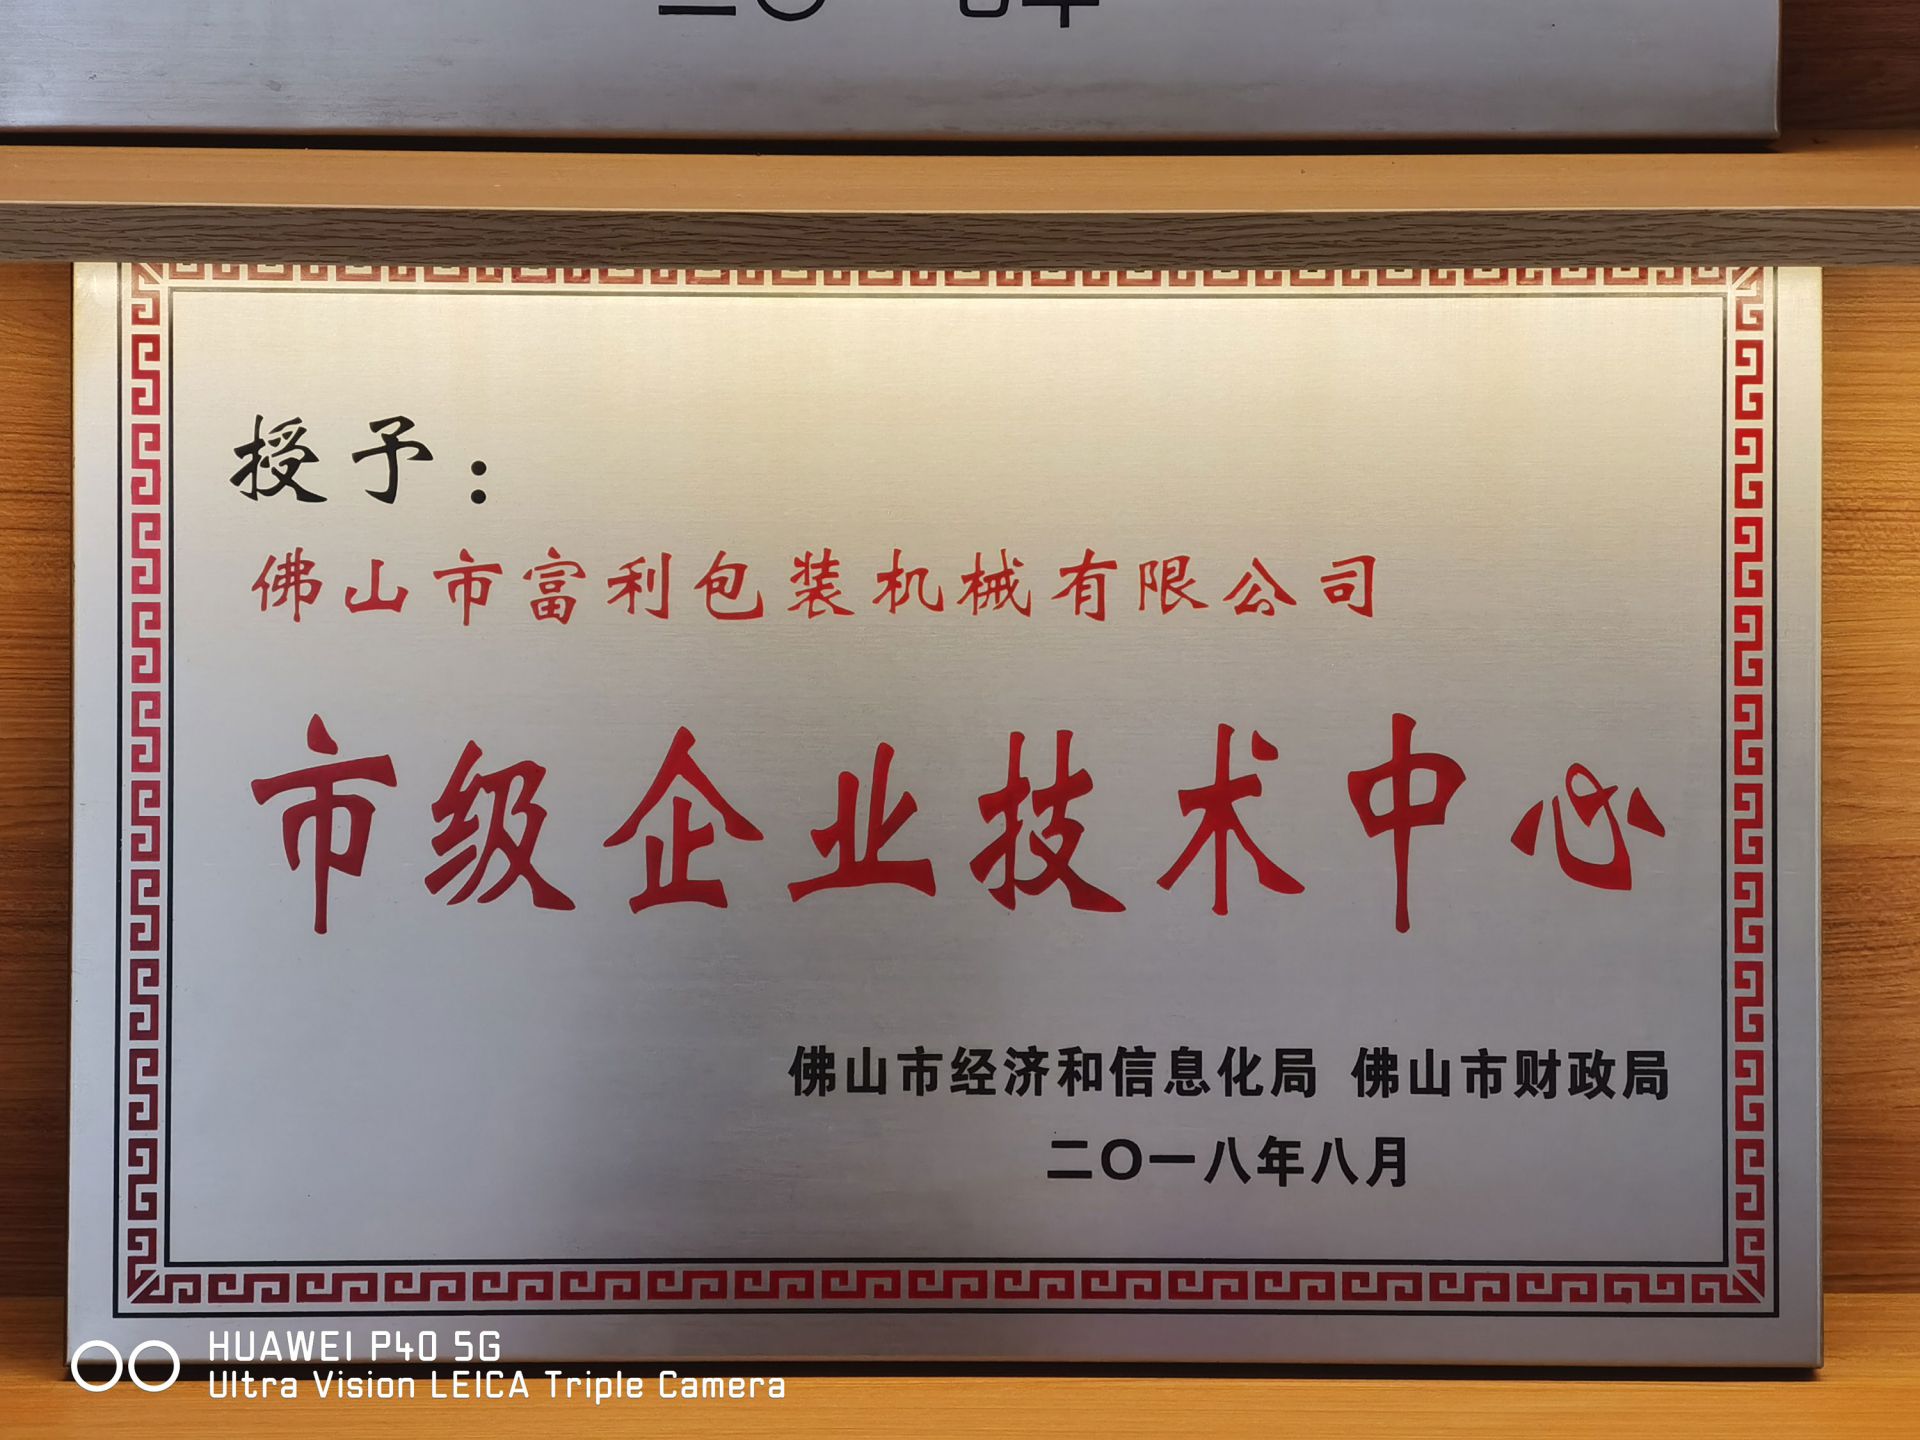 授予：
佛山市富利包装机械有限公司
市级企业技术中心
佛山市经济和信息化局 佛山市财政局
二〇一八年八月
HUAWEI P40 5G
Ultra Vision LEICA Triple Camera